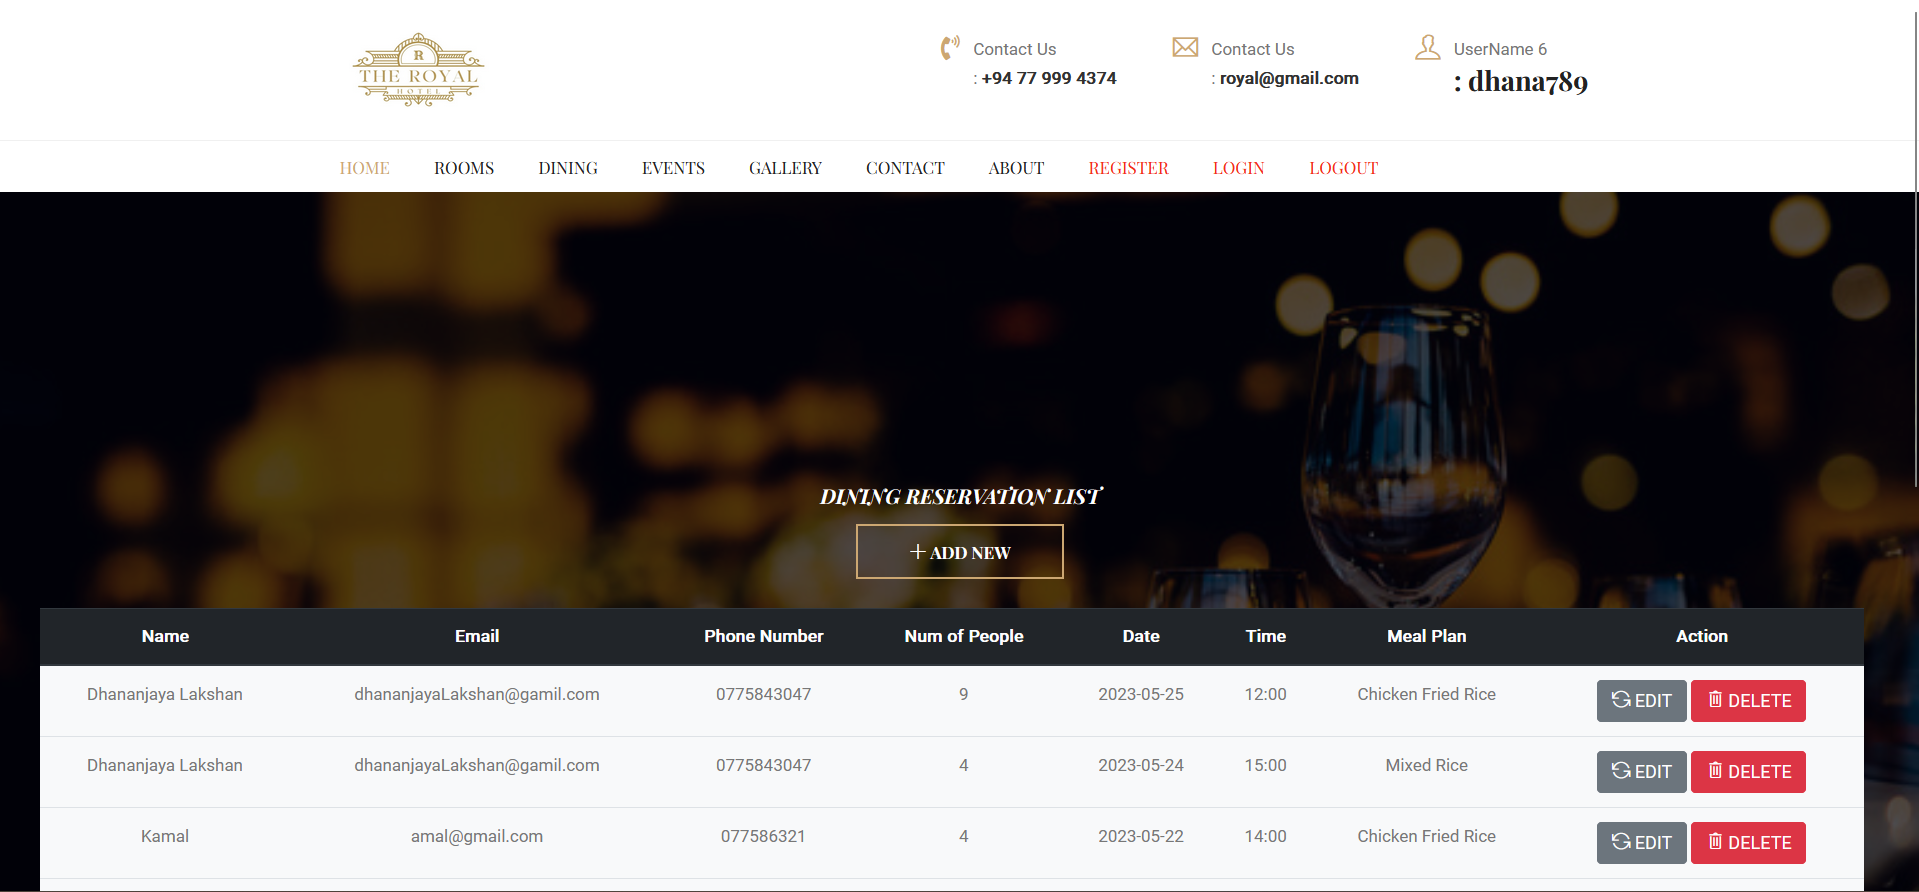 R
THE ROYAL
HOTEL
Contact Us
: +94 77 999 4374
Contact Us
: royal@gmail.com
UserName 6
: dhana789
HOME ROOMS DINING EVENTS GALLERY CONTACT ABOUT REGISTER LOGIN LOGOUT
DINING RESERVATION LIST
ADD NEW
Name Email Phone Number Num of People Date Time Meal Plan Action
Dhananjaya Lakshan dhananjayaLakshan@gamil.com 0775843047 9 2023-05-25 12:00 Chicken Fried Rice EDIT DELETE
Dhananjaya Lakshan dhananjayaLakshan@gamil.com 0775843047 4 2023-05-24 15:00 Mixed Rice EDIT DELETE
Kamal amal@gmail.com 077586321 4 2023-05-22 14:00 Chicken Fried Rice EDIT DELETE